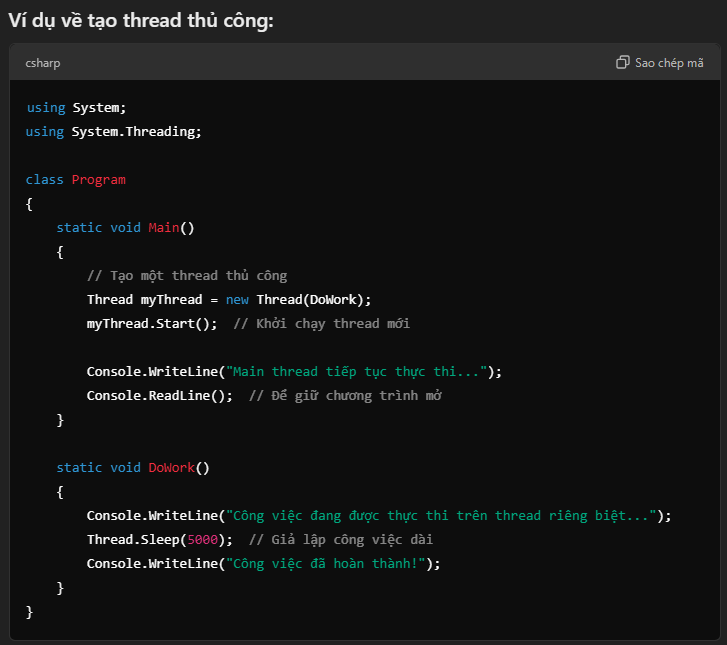 Ví dụ về tạo thread thủ công:
csharp
Sao chép mã
using System;
using System.Threading;
class Program
{
static void Main()
{
// Tạo một thread thủ công
Thread myThread = new Thread(DoWork);
myThread.Start();  // Khởi chạy thread mới
Console.WriteLine("Main thread tiếp tục thực thi...");
Console.ReadLine();  // Để giữ chương trình mở
}
static void DoWork()
{
Console.WriteLine("Công việc đang được thực thi trên thread riêng biệt...");
Thread.Sleep(5000);  // Giả lập công việc dài
Console.WriteLine("Công việc đã hoàn thành!");
}
}